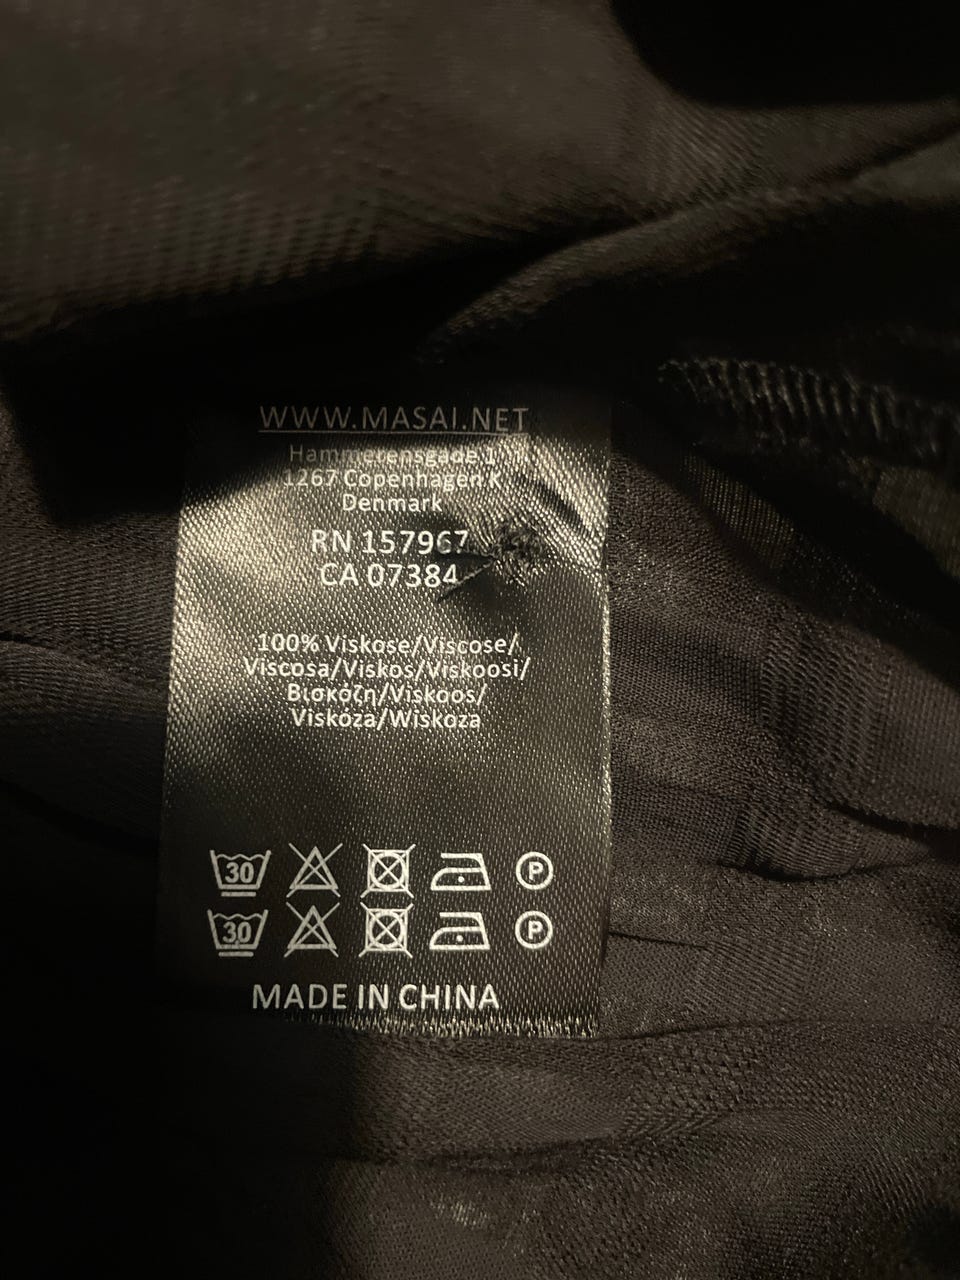 WWW.MASAI.NET
Hammerensgade 1
1267 Copenhagen K
Denmark
RN 157967
CA 07384
100% Viskose/Viscose/
Viscosa/Viskos/Viskoosi/
Βισκόζη/Viskoos/
Viskóza/Wiskoza
30 P
30 P
MADE IN CHINA